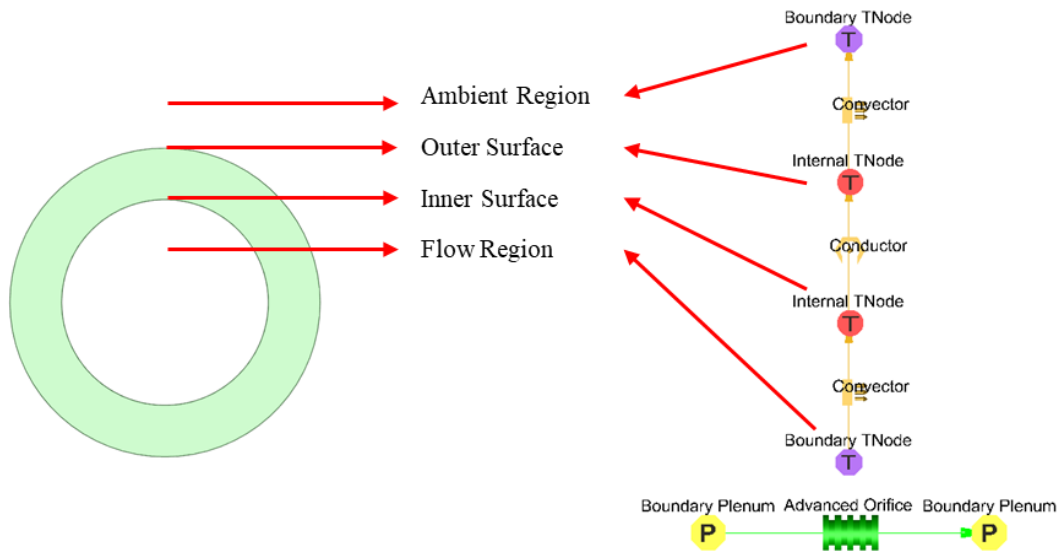 Boundary TNode
T
Ambient Region
Convector
Outer Surface
Internal TNode
T
Inner Surface
Flow Region
Conductor
Internal TNode
T
Convector
Boundary TNode
T
Boundary Plenum
Advanced Orifice
Boundary Plenum
P
P